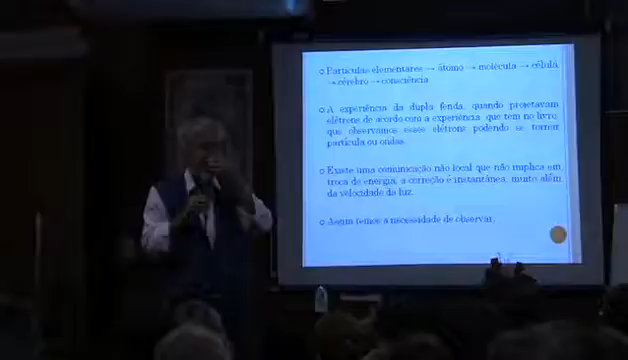 Partículas elementares → átomo → molécula → célula
→ cérebro → consciência
A experiência da dupla fenda, quando projetavam
elétrons de acordo com a experiência, que tem no livro,
que observamos esses elétrons podendo se tornar
partícula ou ondas.
Existe uma comunicação não local que não implica em
troca de energia, a correção é instantânea, muito além
da velocidade da luz.
Assim temos a necessidade de observar.